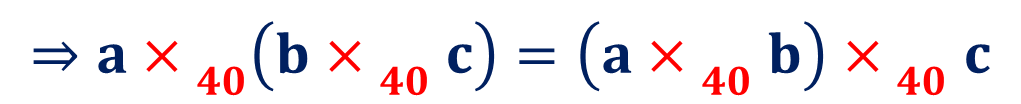 ⇒ a × ₄₀(b × ₄₀ c) = (a × ₄₀ b) × ₄₀ c